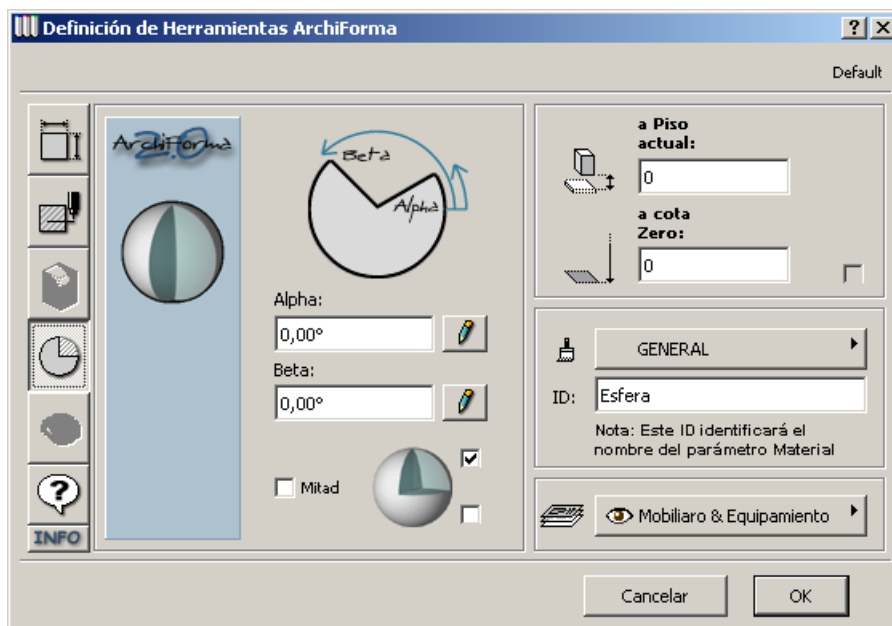 Definición de Herramientas ArchiForma
Default
ArchiForma
2.0
Beta
Alpha
Alpha:
0,00°
Beta:
0,00°
Mitad
INFO
a Piso
actual:
0
a cota
Zero:
0
GENERAL
ID: Esfera
Nota: Este ID identificará el
nombre del parámetro Material
Mobiliaro & Equipamiento
Cancelar
OK